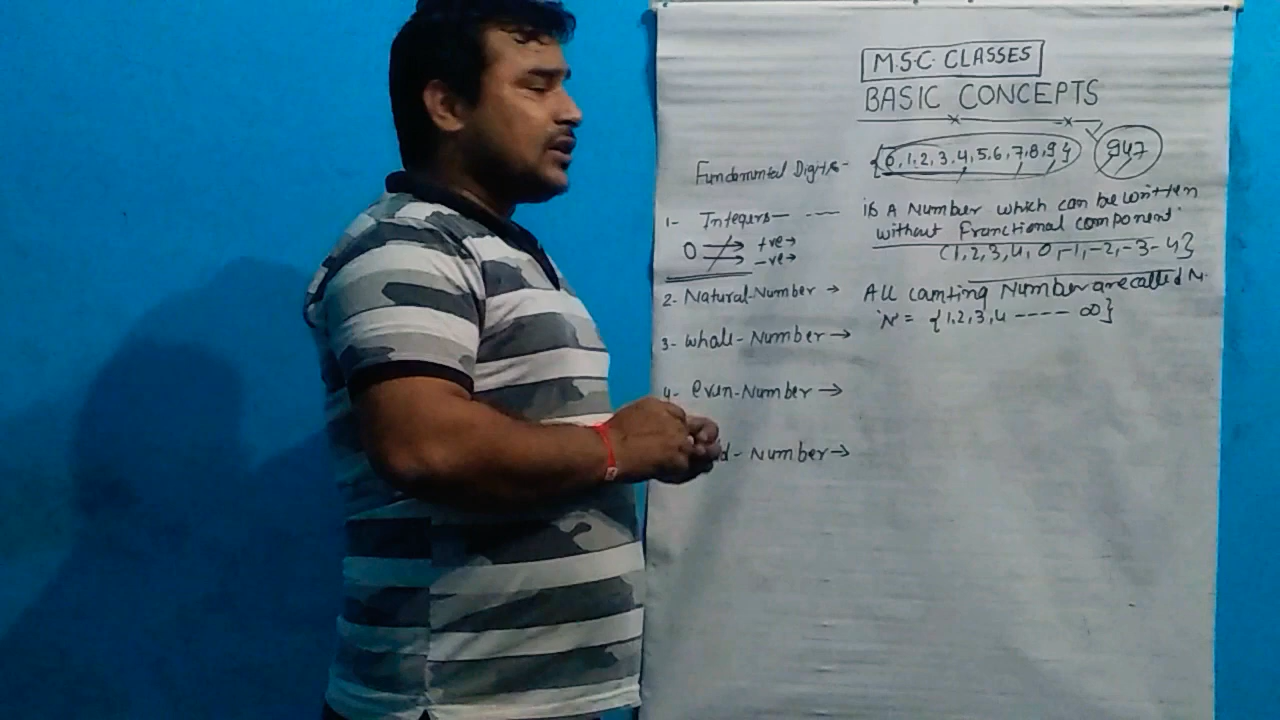 M.S.C. CLASSES
BASIC CONCEPTS
Fundamental Digits- {0,1,2,3,4,5,6,7,8,9} 947
1- Integers— ---- is A Number which can be written
without Franctional component
0 +ve→
-ve→
(1,2,3,4,0,-1,-2,-3-4}
2- Natural-Number → ALL counting Number are called N.
N = {1,2,3,4 ---- ∞}
3- whole-Number →
4- even-Number →
d- Number →